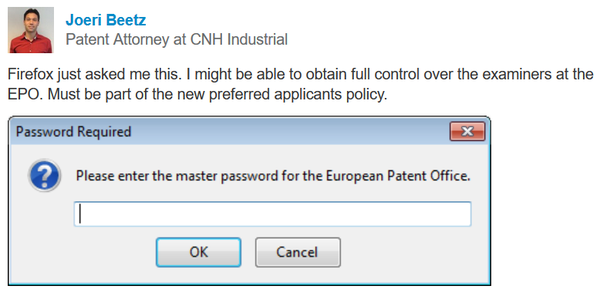 Joeri Beetz
Patent Attorney at CNH Industrial
Firefox just asked me this. I might be able to obtain full control over the examiners at the
EPO. Must be part of the new preferred applicants policy.
Password Required
Please enter the master password for the European Patent Office.
OK Cancel